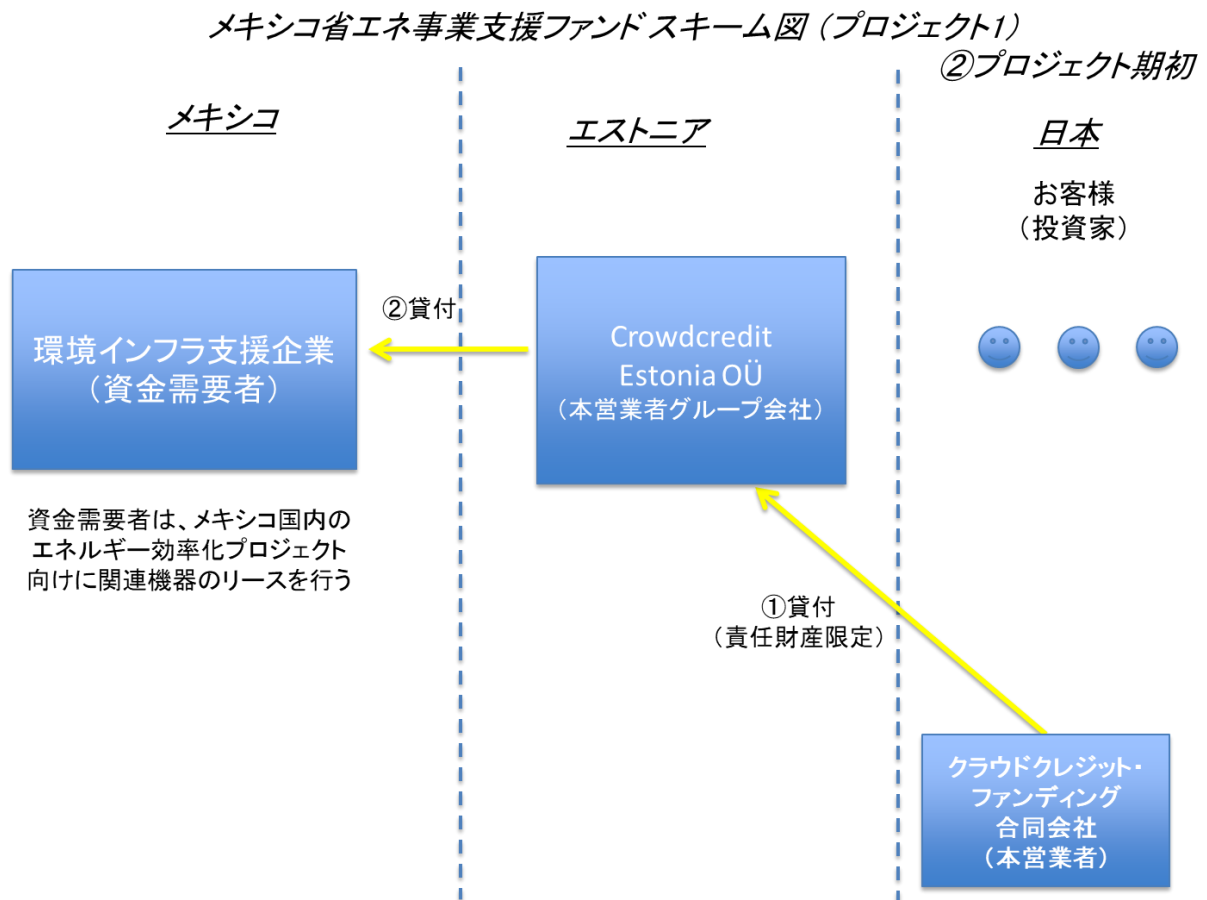 メキシコ省エネ事業支援ファンド スキーム図（プロジェクト1）
②プロジェクト期初
メキシコ
エストニア
日本
お客様
（投資家）
環境インフラ支援企業
（資金需要者）
②貸付
Crowdcredit
Estonia OÜ
（本営業者グループ会社）
資金需要者は、メキシコ国内の
エネルギー効率化プロジェクト
向けに関連機器のリースを行う
①貸付
（責任財産限定）
クラウドクレジット・
ファンディング
合同会社
（本営業者）